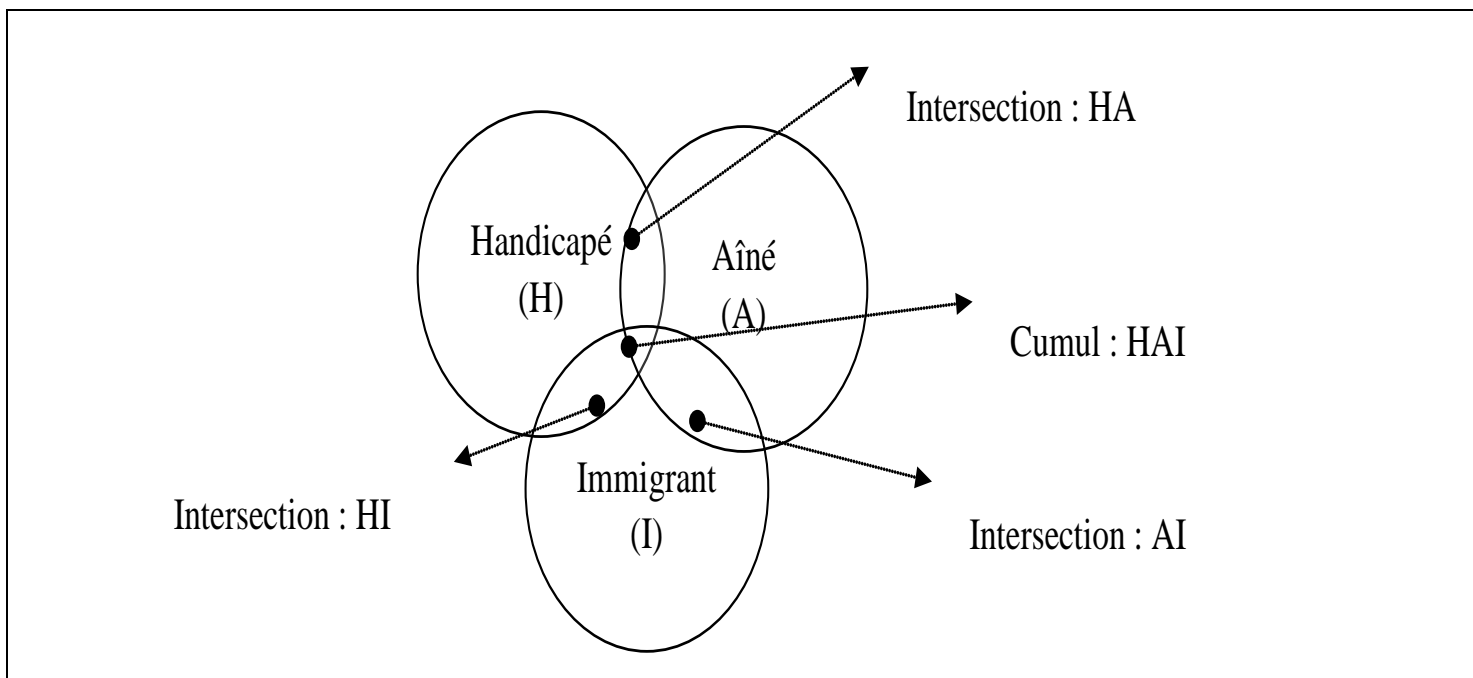 Intersection : HA
Handicapé
(H)
Aîné
(A)
Cumul : HAI
Immigrant
(I)
Intersection : HI
Intersection : AI